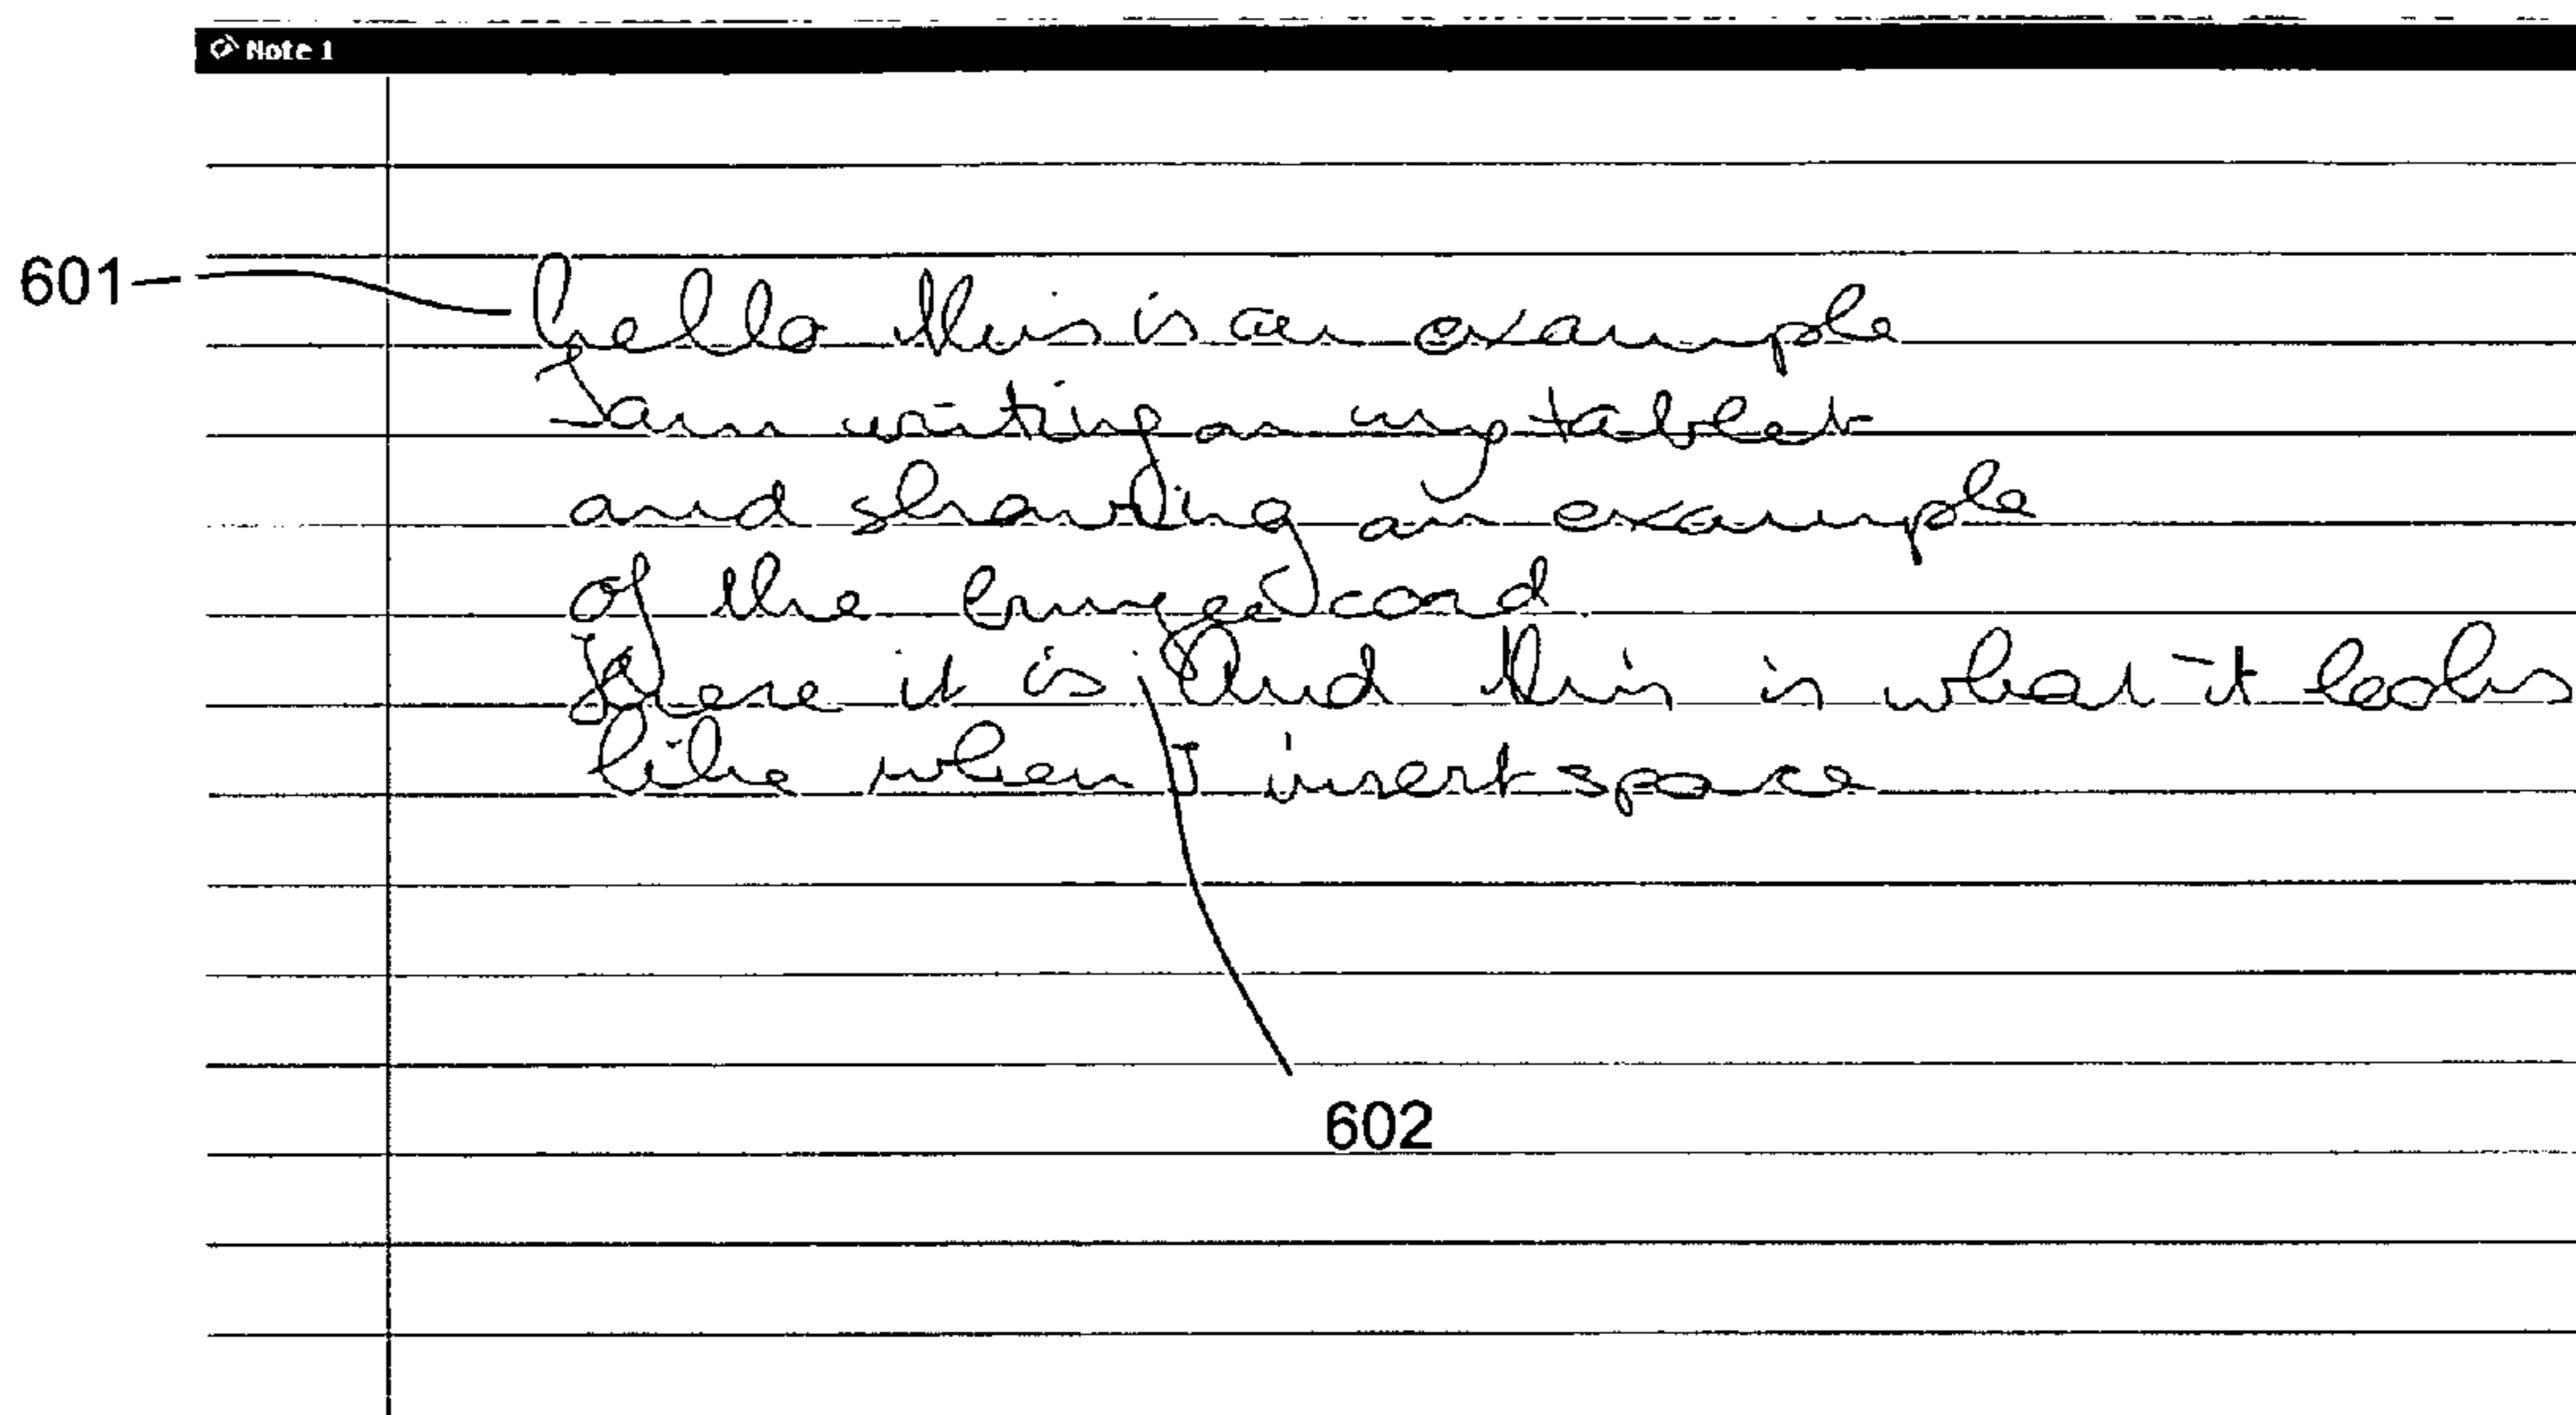 Note 1
601
hello this is an example
I am writing on my tablet
and showing an example
of the card
Here it is. And this is what it looks
like when I insert space
602